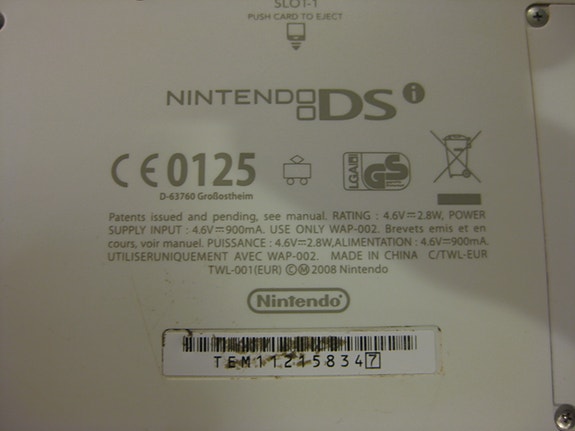 SLOT-1
PUSH CARD TO EJECT
NINTENDO DSi
CE0125
D-63760 Großostheim
LGA
GS
Patents issued and pending, see manual. RATING : 4.6V⎓2.8W, POWER
SUPPLY INPUT : 4.6V⎓900mA. USE ONLY WAP-002. Brevets emis et en
cours, voir manuel. PUISSANCE : 4.6V⎓2.8W,ALIMENTATION : 4.6V⎓900mA.
UTILISERUNIQUEMENT AVEC WAP-002. MADE IN CHINA C/TWL-EUR
TWL-001(EUR) ©Ⓜ 2008 Nintendo
Nintendo
TEM112158347